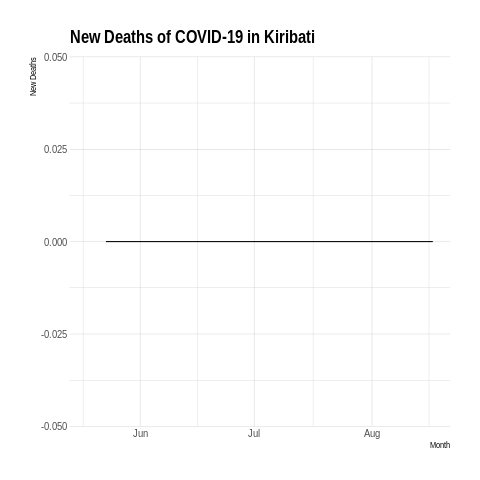 New Deaths of COVID-19 in Kiribati
New Deaths
0.050
0.025
0.000
-0.025
-0.050
Jun Jul Aug
Month